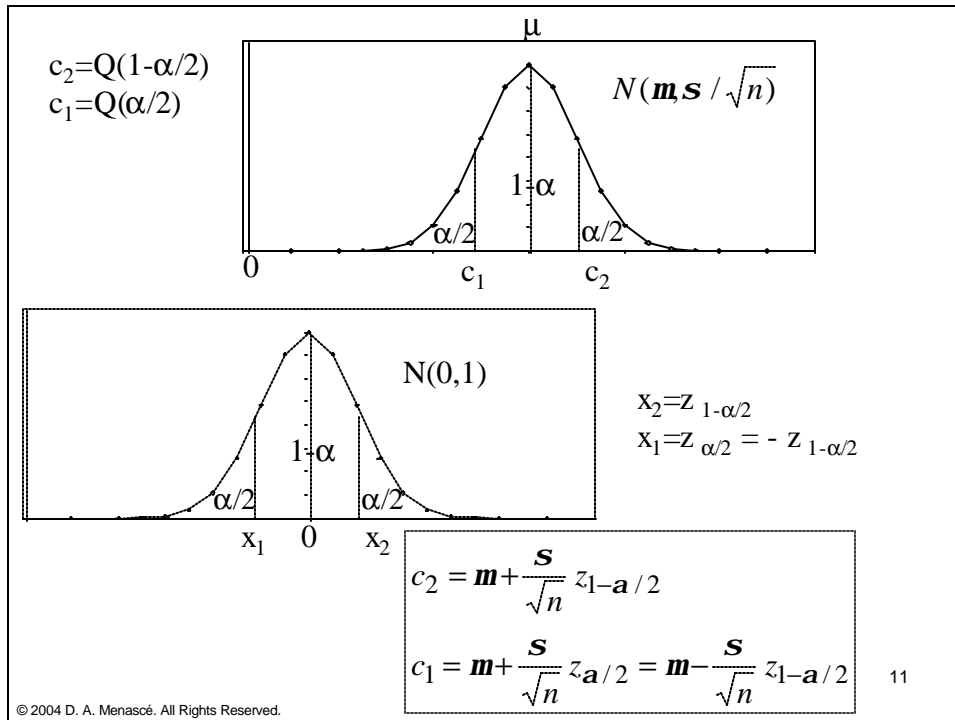 μ
c₂=Q(1-α/2)
c₁=Q(α/2)
N(m,s/√n)
1-α
α/2 α/2
0 c₁ c₂
N(0,1)
x₂=z ₁₋α/₂
x₁=z α/₂ = - z ₁₋α/₂
1-α
α/2 α/2
x₁ 0 x₂
c₂ = m + s/√n z₁₋a/₂
c₁ = m + s/√n za/₂ = m − s/√n z₁₋a/₂
11
© 2004 D. A. Menascé. All Rights Reserved.